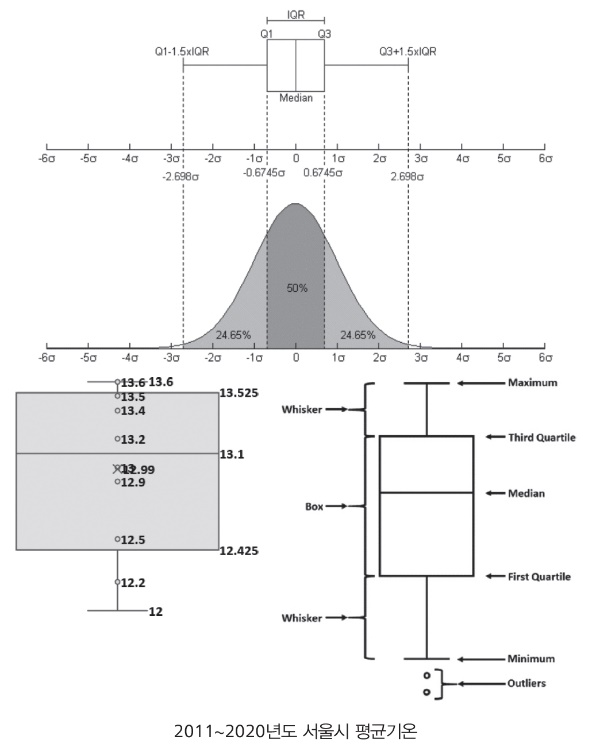 IQR
Q1 Q3
Q1-1.5xIQR Q3+1.5xIQR
Median
-6σ -5σ -4σ -3σ -2σ -1σ 0 1σ 2σ 3σ 4σ 5σ 6σ
-2.698σ -0.6745σ 0.6745σ 2.698σ
50%
24.65% 24.65%
-6σ -5σ -4σ -3σ -2σ -1σ 0 1σ 2σ 3σ 4σ 5σ 6σ
13.6 13.6
13.525
13.5
13.4
13.2
13.1
13 12.99
12.9
12.5
12.425
12.2
12
Maximum
Whisker
Third Quartile
Median
Box
First Quartile
Whisker
Minimum
Outliers
2011~2020년도 서울시 평균기온